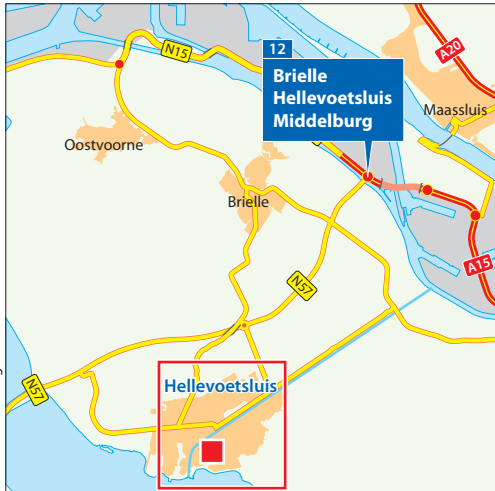 N15
A20
12
Brielle
Hellevoetsluis
Middelburg
Maassluis
Oostvoorne
Brielle
A15
N57
N57
Hellevoetsluis